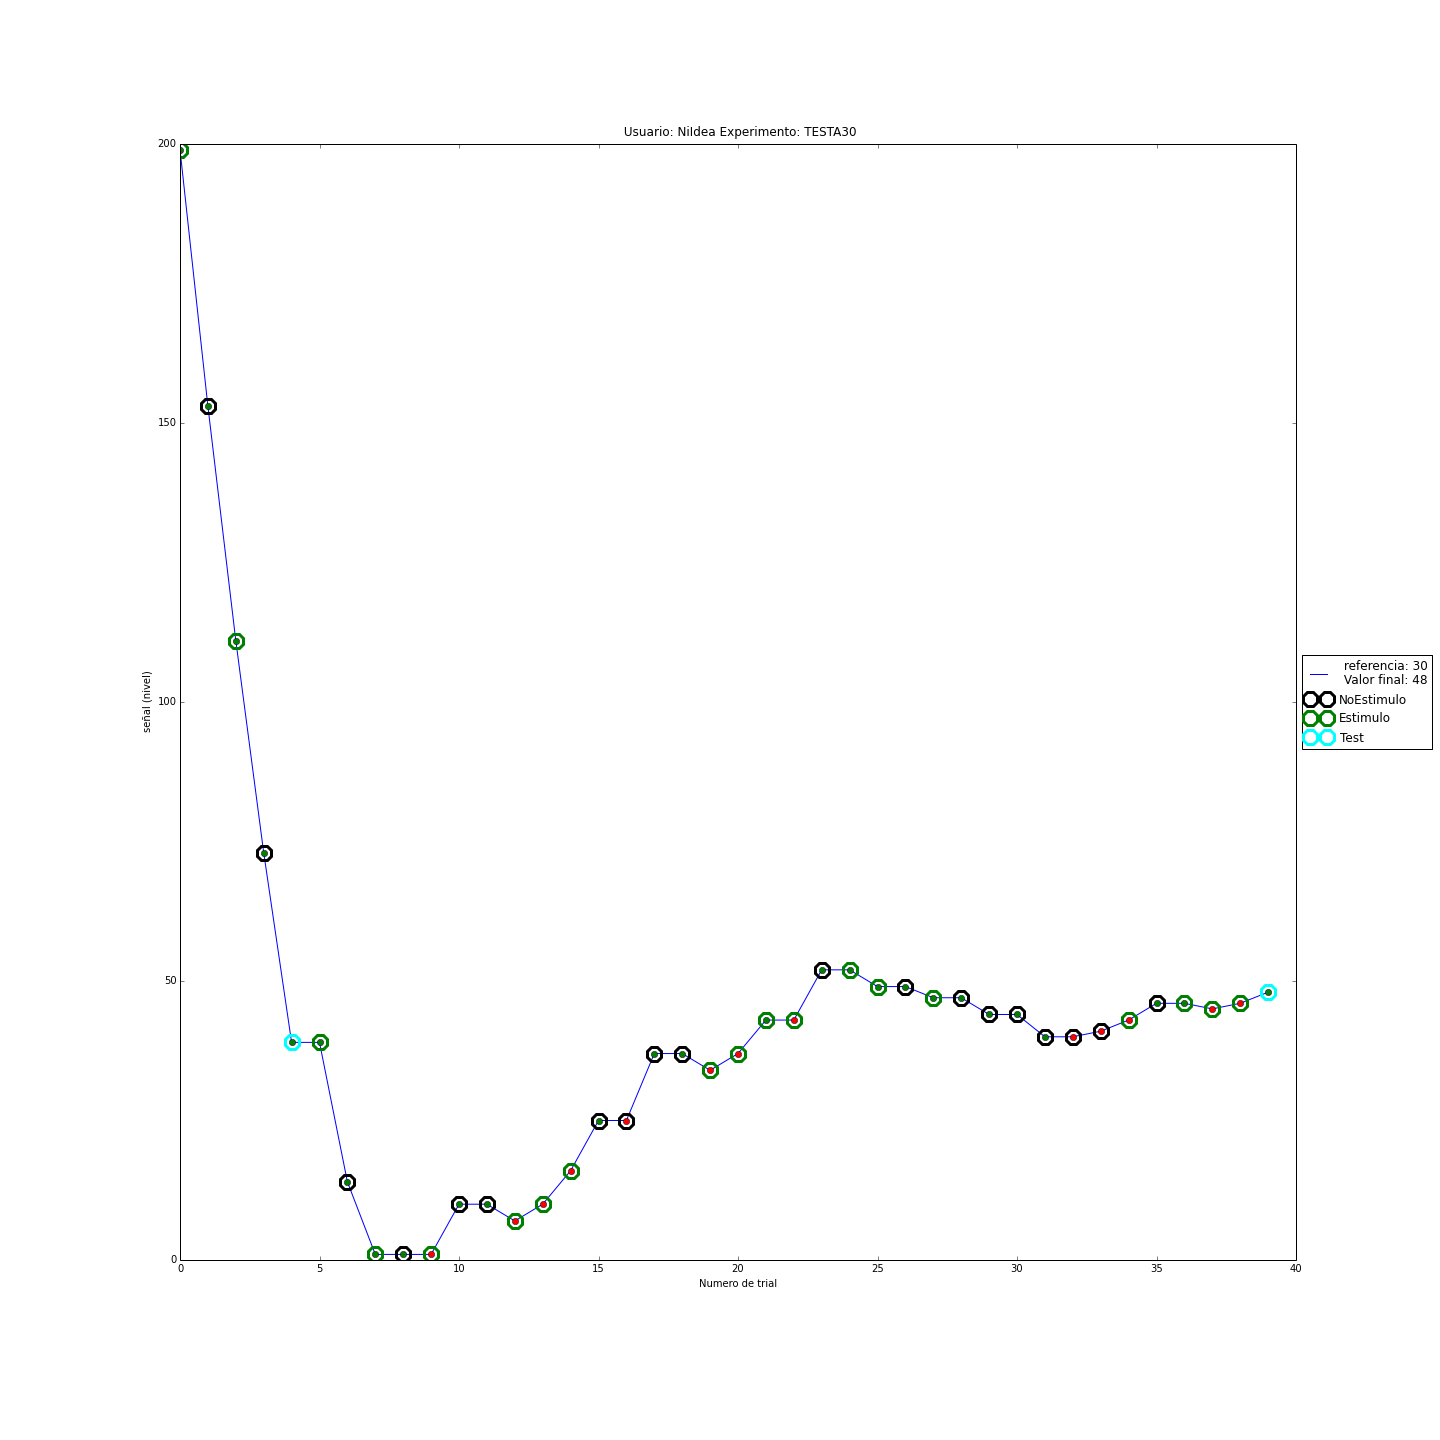 Usuario: Nildea Experimento: TESTA30
200
150
100
50
0
señal (nivel)
0 5 10 15 20 25 30 35 40
Numero de trial
referencia: 30
Valor final: 48
NoEstimulo
Estimulo
Test